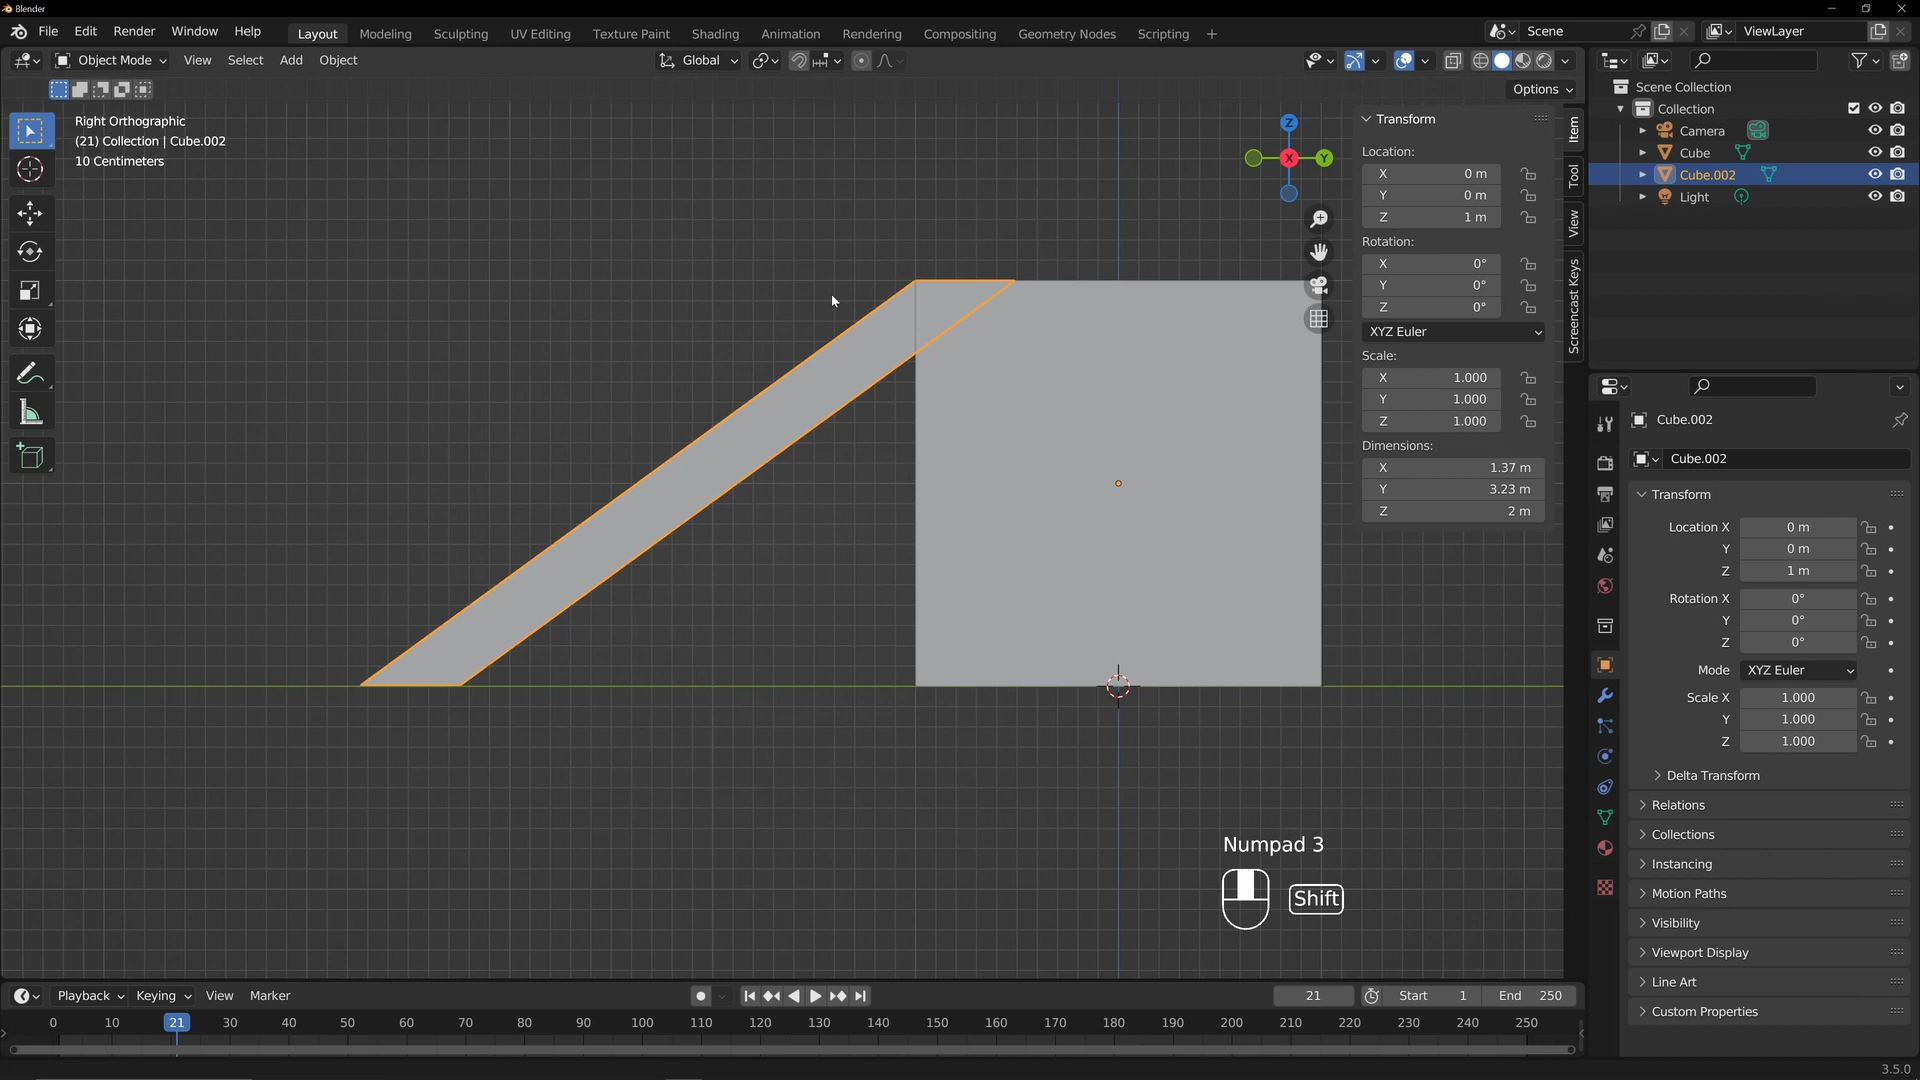 Blender
File Edit Render Window Help Layout Modeling Sculpting UV Editing Texture Paint Shading Animation Rendering Compositing Geometry Nodes Scripting + Scene ViewLayer
Object Mode View Select Add Object Global
Options
Right Orthographic
(21) Collection | Cube.002
10 Centimeters
Z
X
Y
Transform
Location:
X 0 m
Y 0 m
Z 1 m
Rotation:
X 0°
Y 0°
Z 0°
XYZ Euler
Scale:
X 1.000
Y 1.000
Z 1.000
Dimensions:
X 1.37 m
Y 3.23 m
Z 2 m
Item
Tool
View
Screencast Keys
Scene Collection
Collection
Camera
Cube
Cube.002
Light
Cube.002
Cube.002
Transform
Location X 0 m
Y 0 m
Z 1 m
Rotation X 0°
Y 0°
Z 0°
Mode XYZ Euler
Scale X 1.000
Y 1.000
Z 1.000
Delta Transform
Relations
Collections
Instancing
Motion Paths
Visibility
Viewport Display
Line Art
Custom Properties
Numpad 3
Shift
Playback Keying View Marker 21 Start 1 End 250
0 10 21 30 40 50 60 70 80 90 100 110 120 130 140 150 160 170 180 190 200 210 220 230 240 250
3.5.0